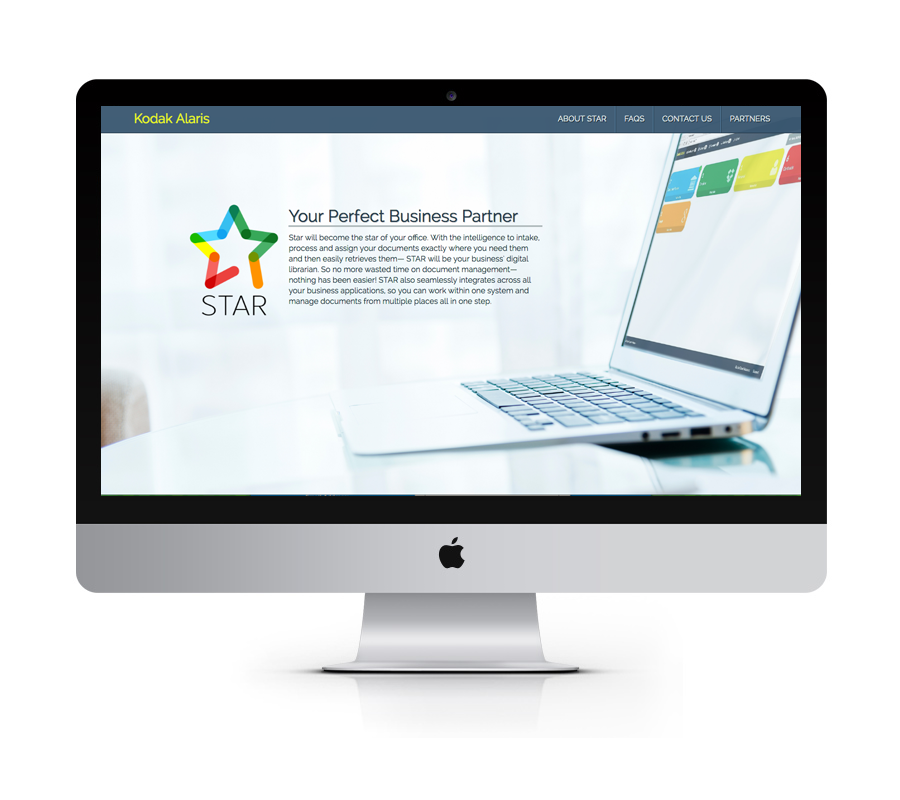 Kodak Alaris
ABOUT STAR
FAQS
CONTACT US
PARTNERS
Your Perfect Business Partner
Star will become the star of your office. With the intelligence to intake,
process and assign your documents exactly where you need them
and then easily retrieves them— STAR will be your business' digital
librarian. So no more wasted time on document management—
nothing has been easier! STAR also seamlessly integrates across all
your business applications, so you can work within one system and
manage documents from multiple places all in one step.
STAR